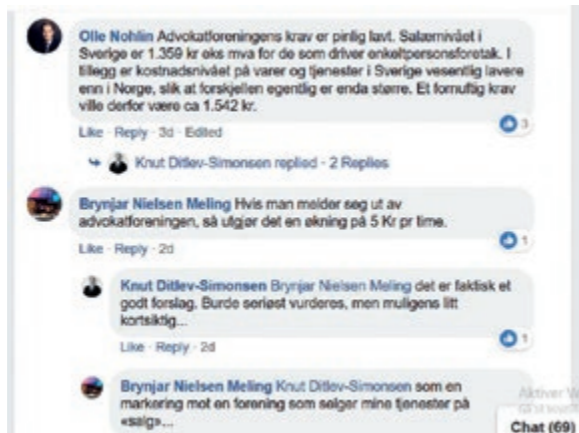 Olle Nohlin Advokatforeningens krav er pinlig lavt. Salærnivået i
Sverige er 1.359 kr eks mva for de som driver enkeltpersonsforetak. I
tillegg er kostnadsnivået på varer og tjenester i Sverige vesentlig lavere
enn i Norge, slik at forskjellen egentlig er enda større. Et fornuftig krav
ville derfor være ca 1.542 kr.
3
Like · Reply · 3d · Edited
Knut Ditlev-Simonsen replied · 2 Replies
Brynjar Nielsen Meling Hvis man melder seg ut av
advokatforeningen, så utgjør det en økning på 5 Kr pr time.
1
Like · Reply · 2d
Knut Ditlev-Simonsen Brynjar Nielsen Meling det er faktisk et
godt forslag. Burde seriøst vurderes, men muligens litt
kortsiktig...
1
Like · Reply · 2d
Brynjar Nielsen Meling Knut Ditlev-Simonsen som en
markering mot en forening som selger mine tjenester på
«salg»...
Aktiver
Chat (69)